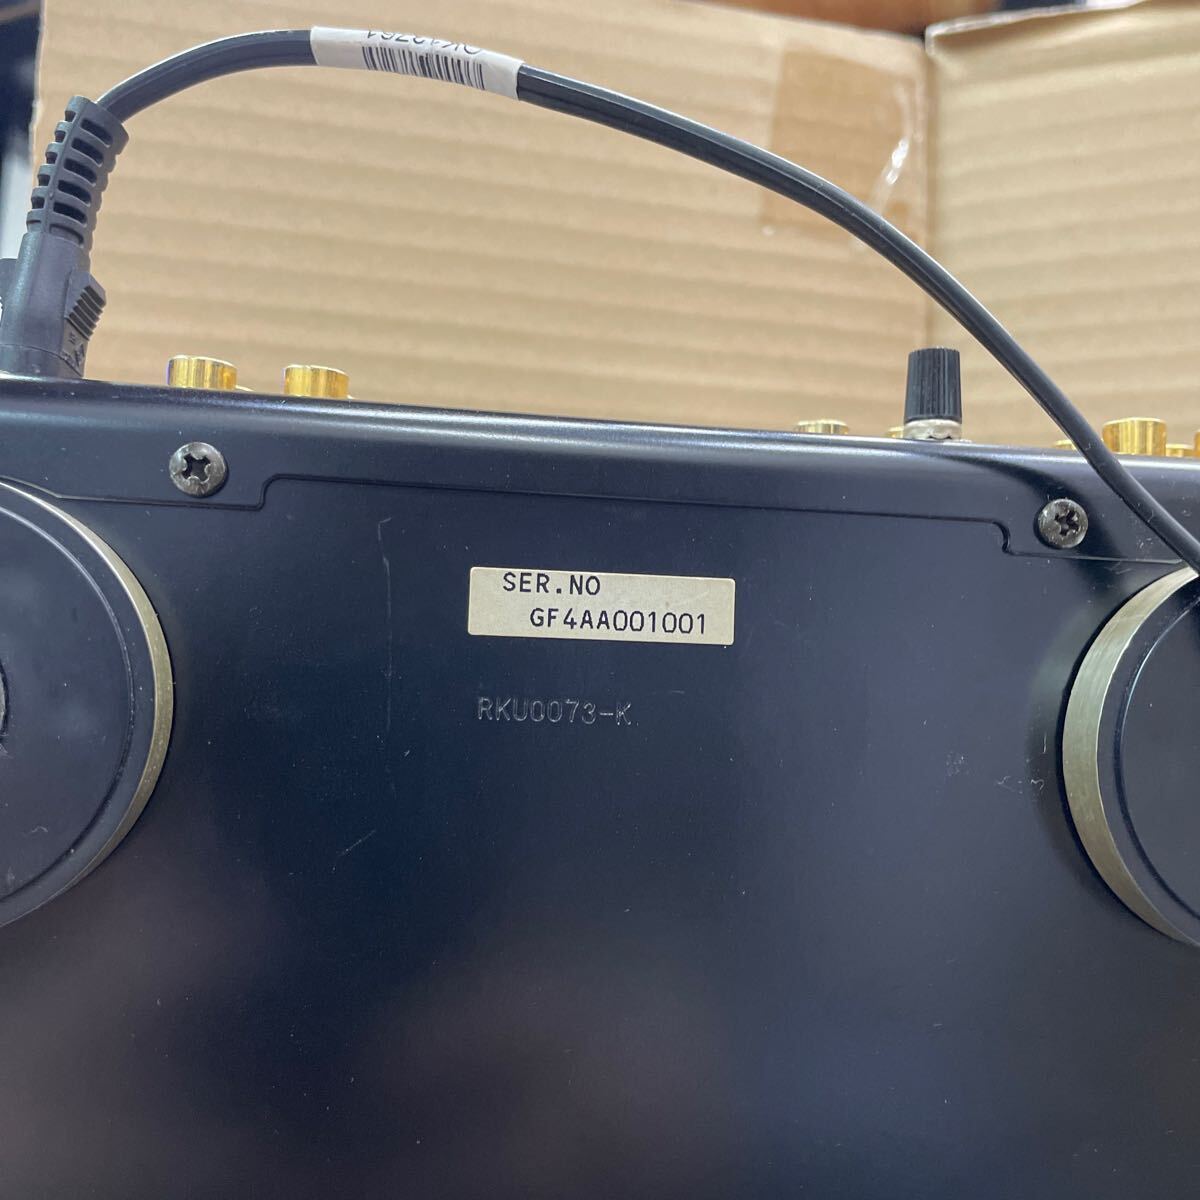 SER.NO
GF4AA001001
RKU0073-K